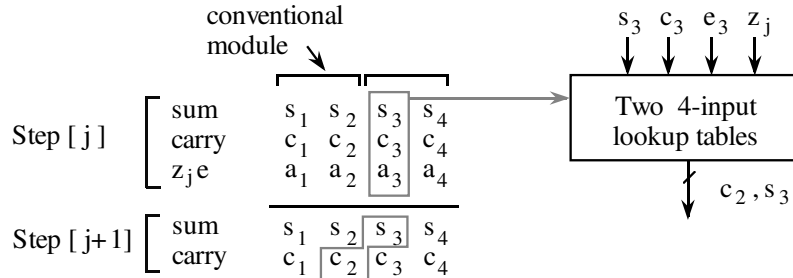 conventional
module
s3 c3 e3 zj
Two 4-input
lookup tables
c2 , s3
Step [ j ]
sum s1 s2 s3 s4
carry c1 c2 c3 c4
zje a1 a2 a3 a4
Step [ j+1]
sum s1 s2 s3 s4
carry c1 c2 c3 c4